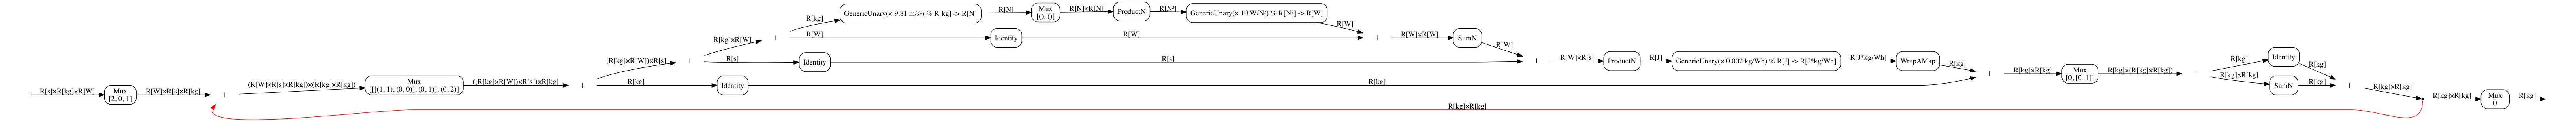 R[s]×R[kg]×R[W]
Mux
[2, 0, 1]
R[W]×R[s]×R[kg]
|
(R[W]×R[s]×R[kg])×(R[kg]×R[kg])
Mux
[[[(1, 1), (0, 0)], (0, 1)], (0, 2)]
((R[kg]×R[W])×R[s])×R[kg]
|
(R[kg]×R[W])×R[s]
R[kg]
Identity
R[kg]
|
R[kg]×R[W]
R[s]
Identity
R[s]
|
R[kg]
R[W]
GenericUnary(× 9.81 m/s²) % R[kg] -> R[N]
R[N]
Mux
[(), ()]
R[N]×R[N]
ProductN
R[N²]
GenericUnary(× 10 W/N²) % R[N²] -> R[W]
R[W]
Identity
R[W]
|
R[W]×R[W]
SumN
R[W]
|
R[W]×R[s]
ProductN
R[J]
GenericUnary(× 0.002 kg/Wh) % R[J] -> R[J*kg/Wh]
R[J*kg/Wh]
WrapAMap
R[kg]
|
R[kg]×R[kg]
Mux
[0, [0, 1]]
R[kg]×(R[kg]×R[kg])
|
R[kg]
Identity
R[kg]
R[kg]×R[kg]
SumN
R[kg]
|
R[kg]×R[kg]
R[kg]×R[kg]
R[kg]×R[kg]
Mux
0
R[kg]